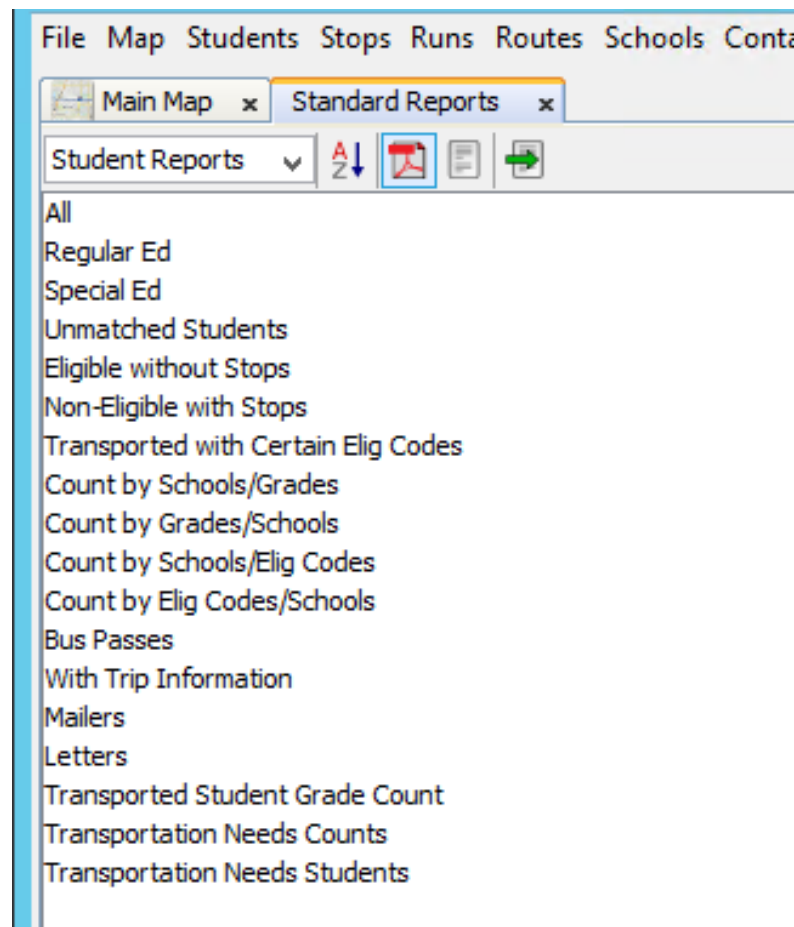 File Map Students Stops Runs Routes Schools
Main Map x Standard Reports x
Student Reports
All
Regular Ed
Special Ed
Unmatched Students
Eligible without Stops
Non-Eligible with Stops
Transported with Certain Elig Codes
Count by Schools/Grades
Count by Grades/Schools
Count by Schools/Elig Codes
Count by Elig Codes/Schools
Bus Passes
With Trip Information
Mailers
Letters
Transported Student Grade Count
Transportation Needs Counts
Transportation Needs Students